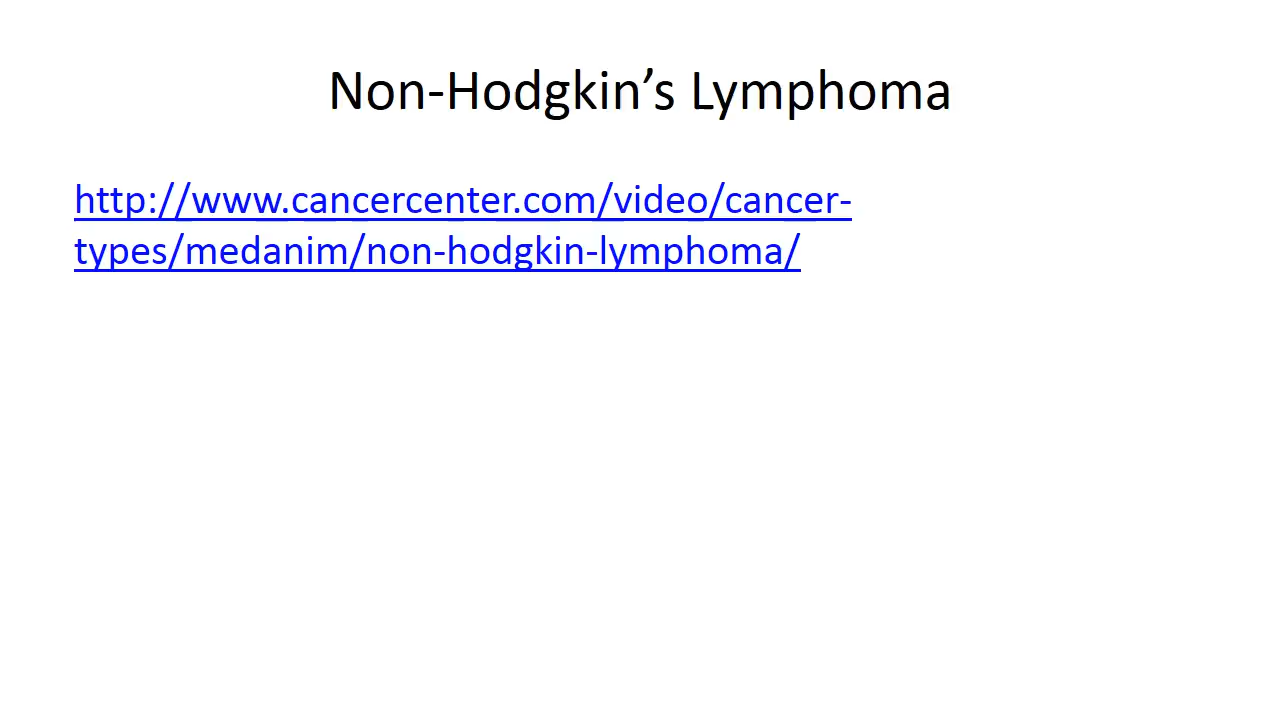 Non-Hodgkin’s Lymphoma
http://www.cancercenter.com/video/cancer-
types/medanim/non-hodgkin-lymphoma/